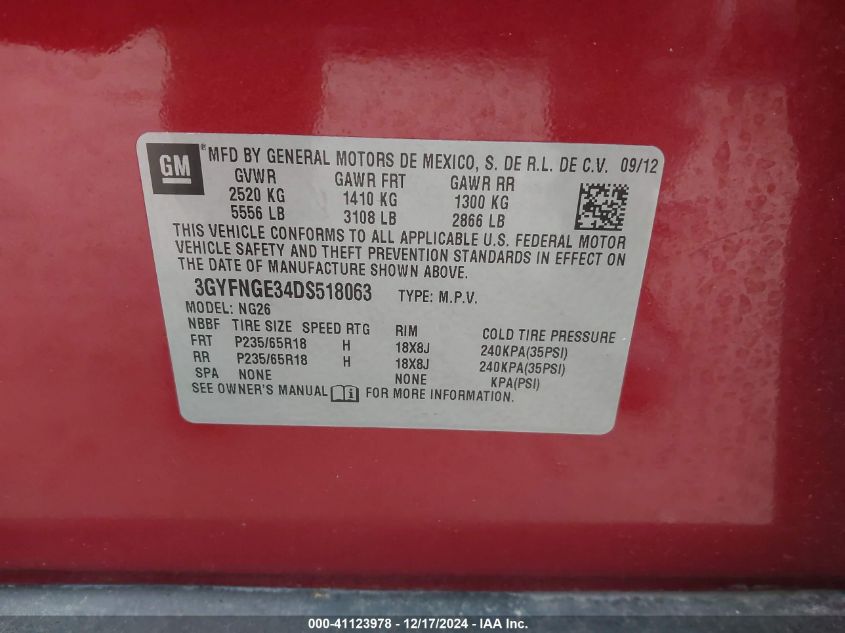 GM® MFD BY GENERAL MOTORS DE MEXICO, S. DE R.L. DE C.V. 09/12
GVWR GAWR FRT GAWR RR
2520 KG 1410 KG 1300 KG
5556 LB 3108 LB 2866 LB
THIS VEHICLE CONFORMS TO ALL APPLICABLE U.S. FEDERAL MOTOR
VEHICLE SAFETY AND THEFT PREVENTION STANDARDS IN EFFECT ON
THE DATE OF MANUFACTURE SHOWN ABOVE.
3GYFNGE34DS518063 TYPE: M.P.V.
MODEL: NG26
NBBF TIRE SIZE SPEED RTG RIM COLD TIRE PRESSURE
FRT P235/65R18 H 18X8J 240KPA(35PSI)
RR P235/65R18 H 18X8J 240KPA(35PSI)
SPA NONE NONE KPA(PSI)
SEE OWNER'S MANUAL FOR MORE INFORMATION.
000-41123978 - 12/17/2024 - IAAI Inc.